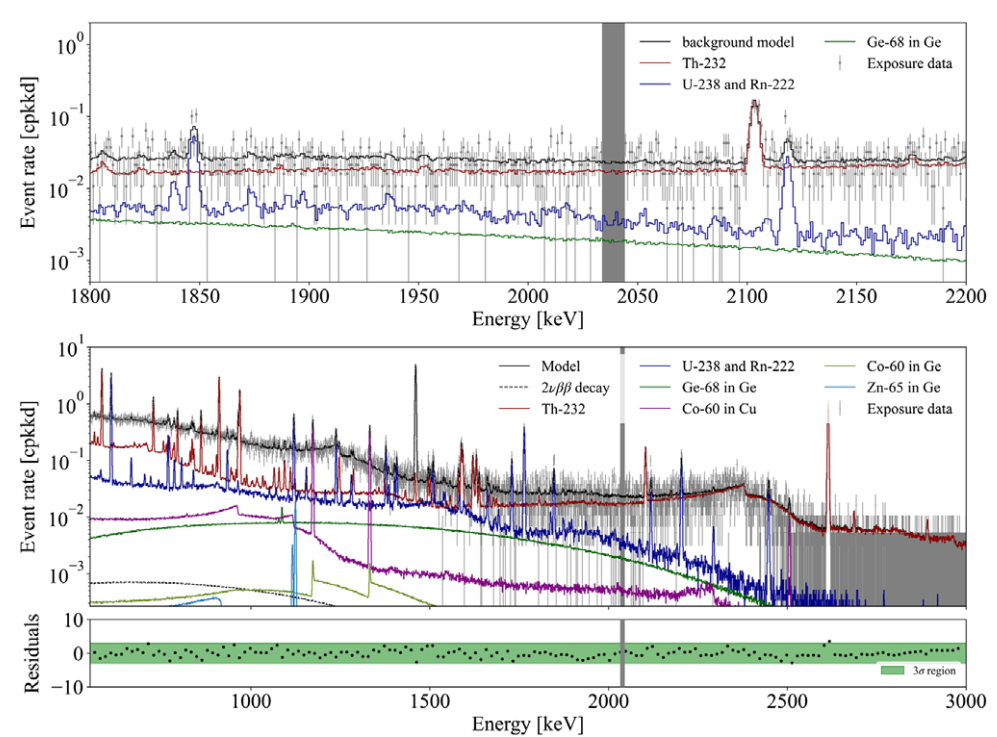 10⁰
10⁻¹
10⁻²
10⁻³
Event rate [cpkkd]
background model
Th-232
U-238 and Rn-222
Ge-68 in Ge
Exposure data
1800 1850 1900 1950 2000 2050 2100 2150 2200
Energy [keV]
10¹
10⁰
10⁻¹
10⁻²
10⁻³
Event rate [cpkkd]
Model
2νββ decay
Th-232
U-238 and Rn-222
Ge-68 in Ge
Co-60 in Cu
Co-60 in Ge
Zn-65 in Ge
Exposure data
10
0
−10
Residuals
3σ region
1000 1500 2000 2500 3000
Energy [keV]